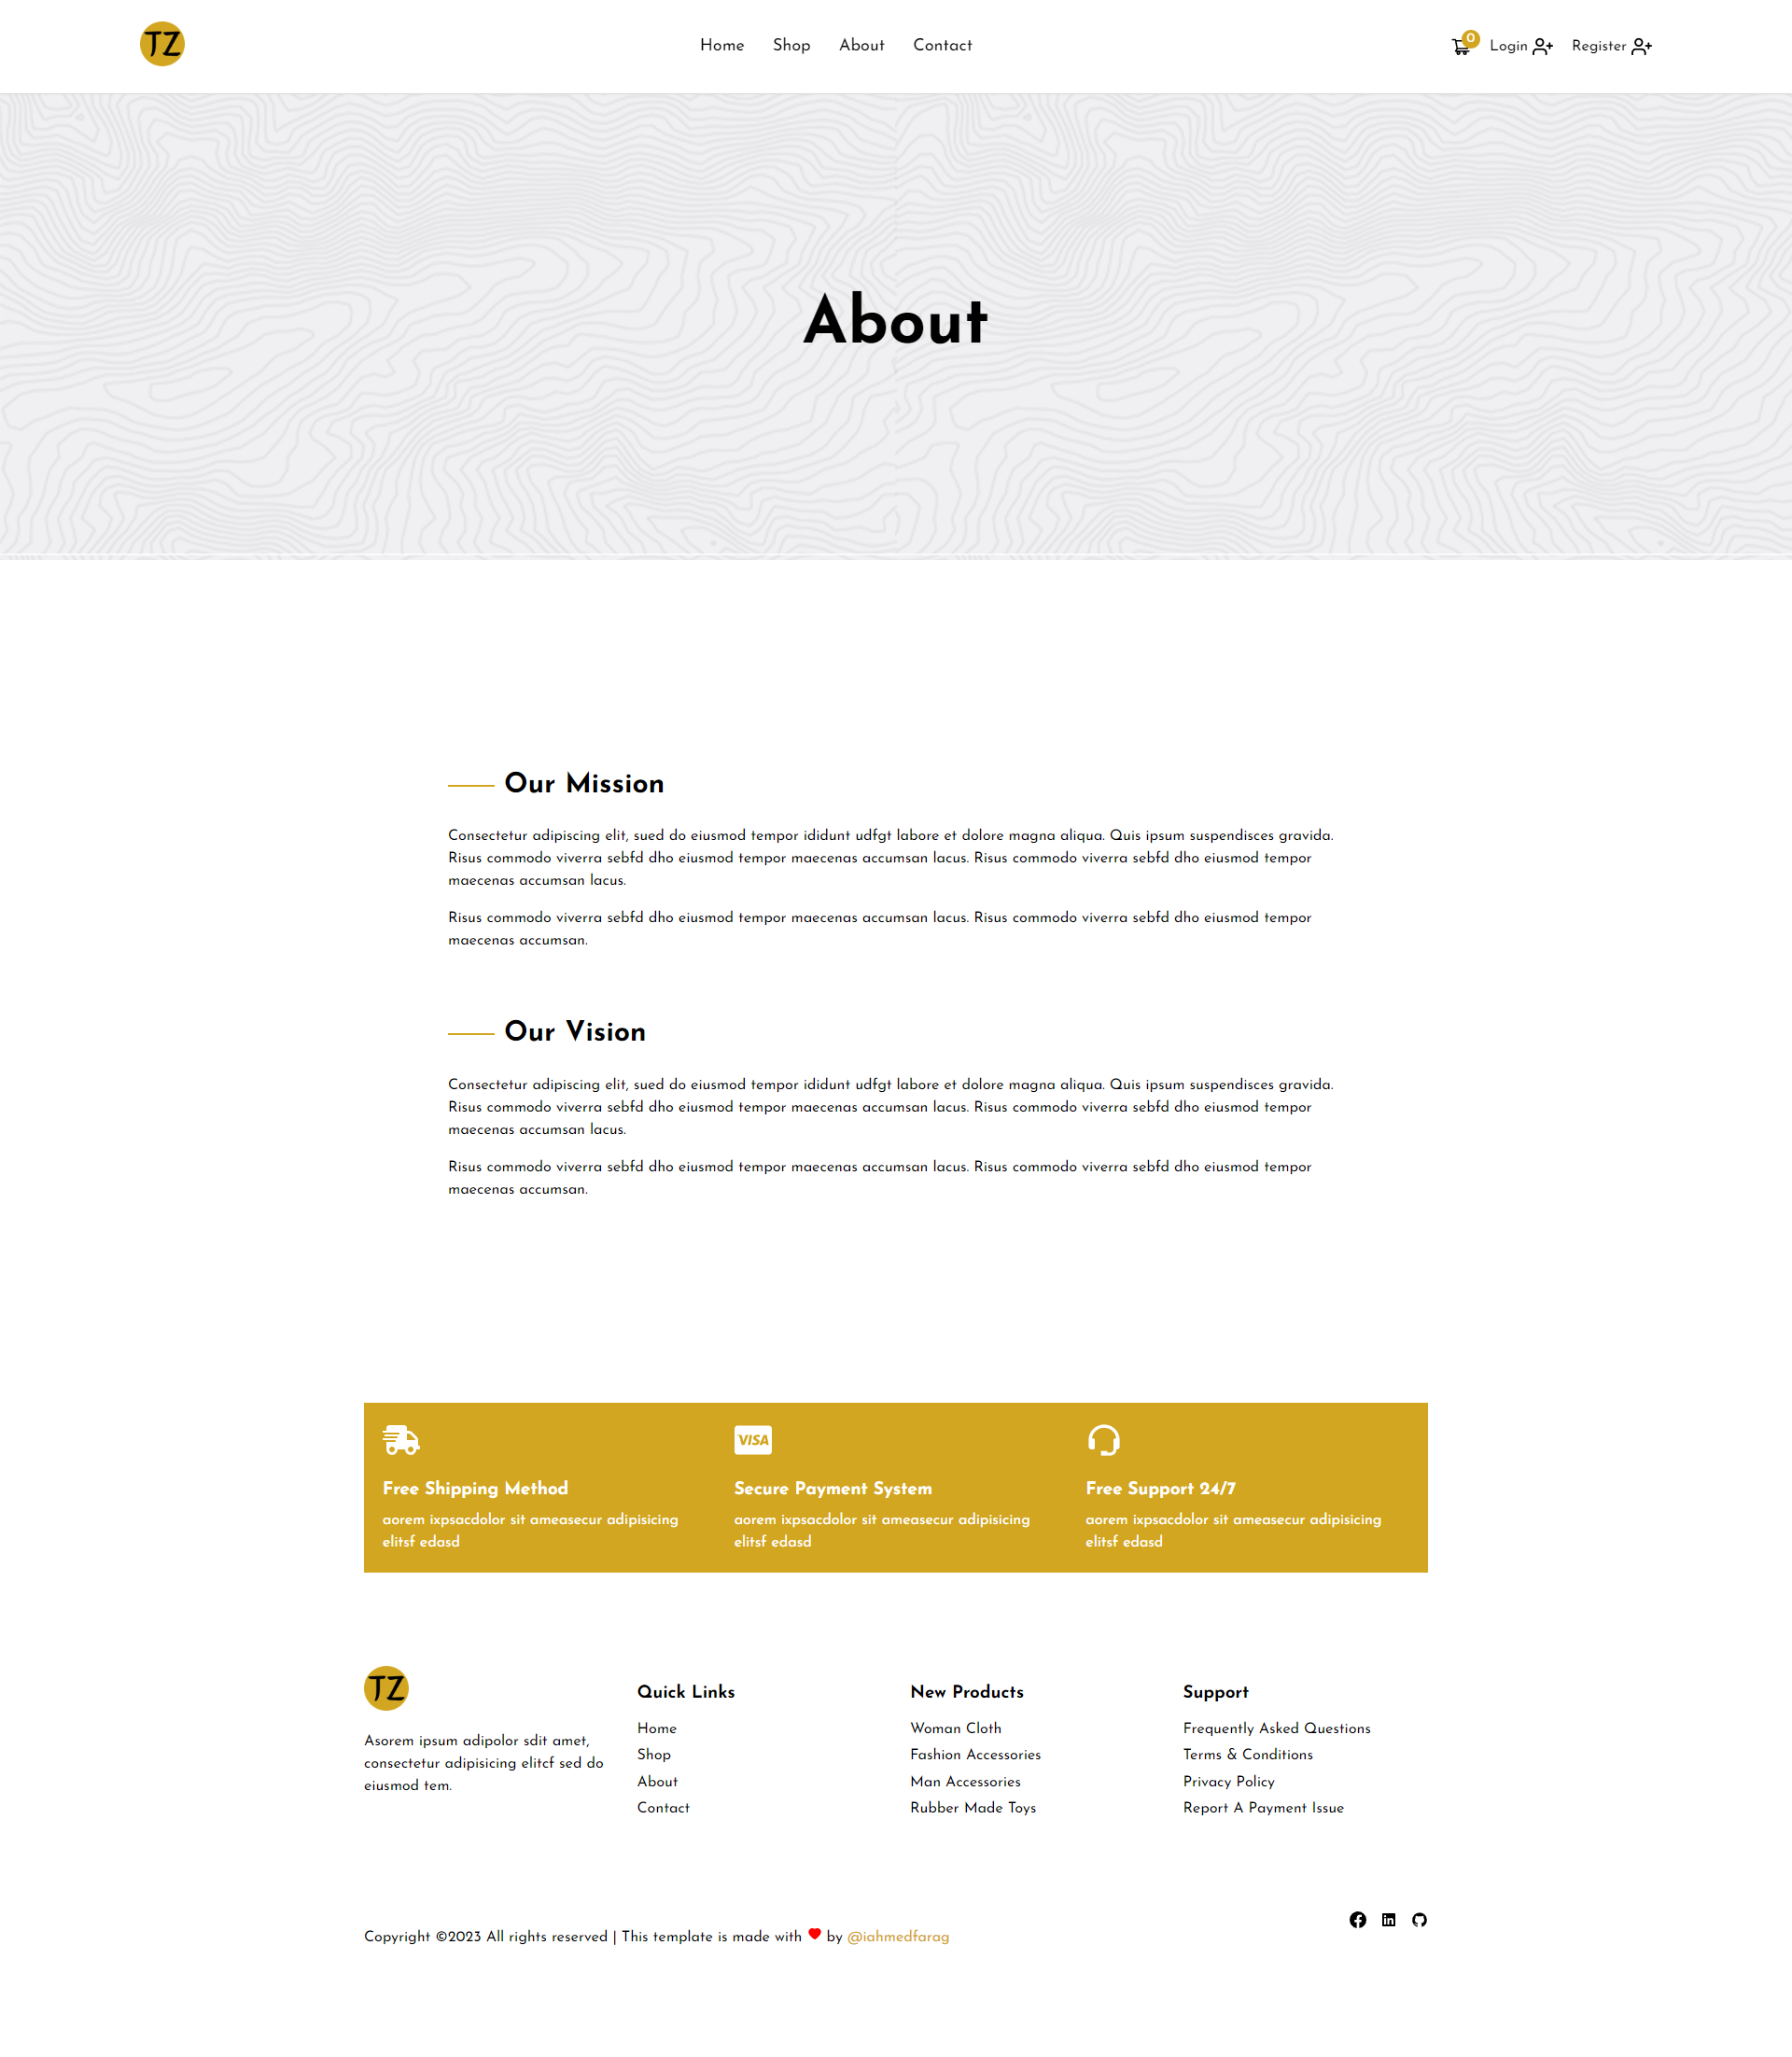 TZ
Home Shop About Contact
0 Login Register
About
Our Mission
Consectetur adipiscing elit, sued do eiusmod tempor ididunt udfgt labore et dolore magna aliqua. Quis ipsum suspendisces gravida.
Risus commodo viverra sebfd dho eiusmod tempor maecenas accumsan lacus. Risus commodo viverra sebfd dho eiusmod tempor
maecenas accumsan lacus.
Risus commodo viverra sebfd dho eiusmod tempor maecenas accumsan lacus. Risus commodo viverra sebfd dho eiusmod tempor
maecenas accumsan.
Our Vision
Consectetur adipiscing elit, sued do eiusmod tempor ididunt udfgt labore et dolore magna aliqua. Quis ipsum suspendisces gravida.
Risus commodo viverra sebfd dho eiusmod tempor maecenas accumsan lacus. Risus commodo viverra sebfd dho eiusmod tempor
maecenas accumsan lacus.
Risus commodo viverra sebfd dho eiusmod tempor maecenas accumsan lacus. Risus commodo viverra sebfd dho eiusmod tempor
maecenas accumsan.
Free Shipping Method
aorem ixpsacdolor sit ameasecur adipisicing
elitsf edasd
VISA
Secure Payment System
aorem ixpsacdolor sit ameasecur adipisicing
elitsf edasd
Free Support 24/7
aorem ixpsacdolor sit ameasecur adipisicing
elitsf edasd
TZ
Asorem ipsum adipolor sdit amet,
consectetur adipisicing elitcf sed do
eiusmod tem.
Quick Links
Home
Shop
About
Contact
New Products
Woman Cloth
Fashion Accessories
Man Accessories
Rubber Made Toys
Support
Frequently Asked Questions
Terms & Conditions
Privacy Policy
Report A Payment Issue
Copyright ©2023 All rights reserved | This template is made with ♥ by @iahmedfarag